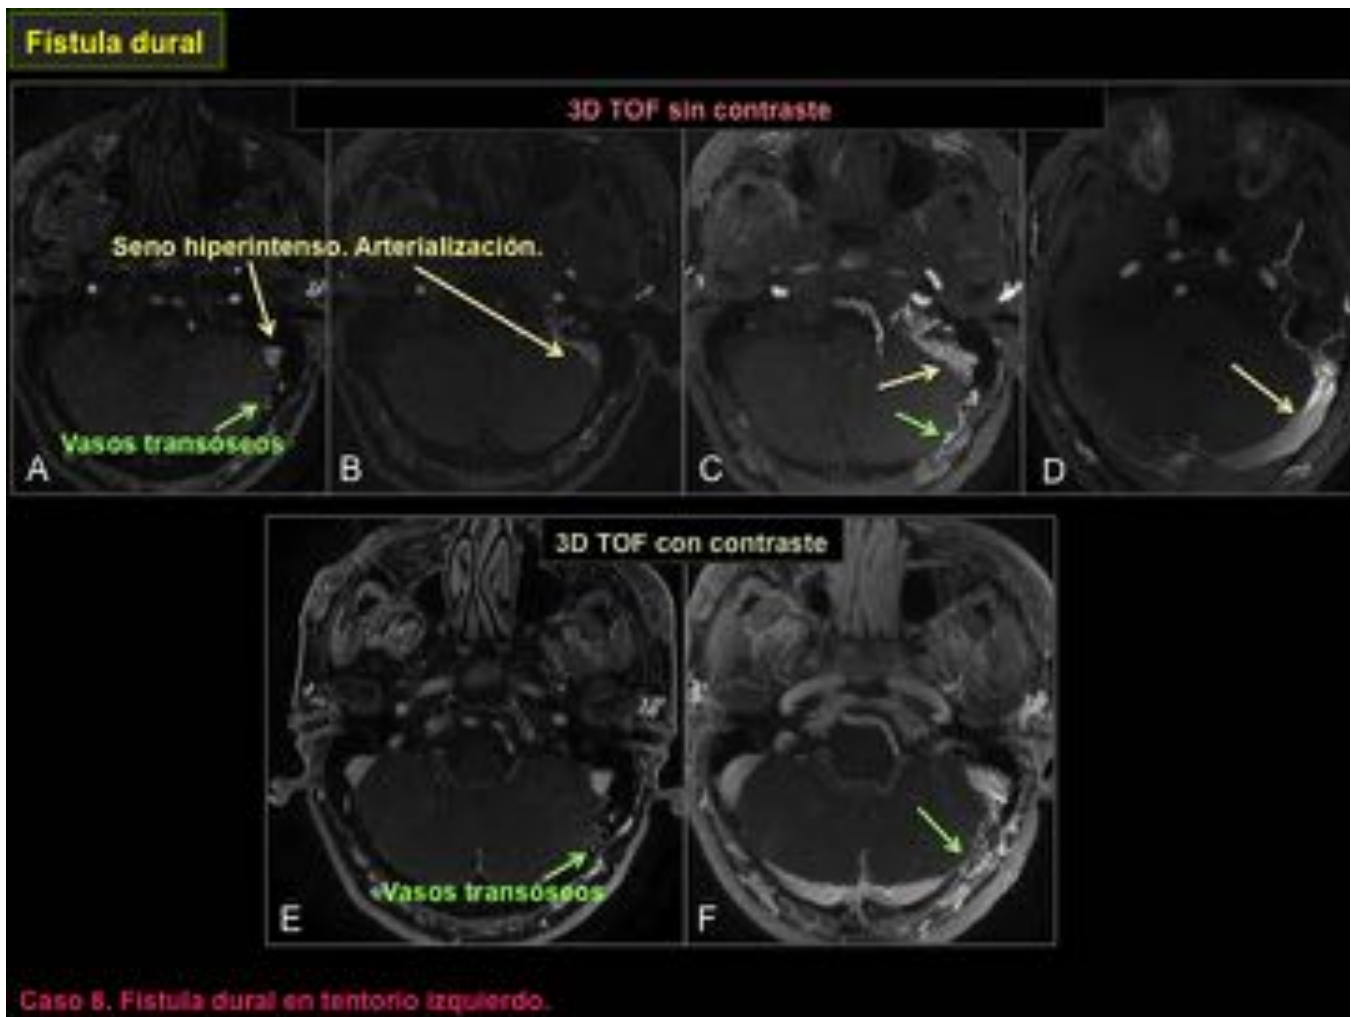 Fístula dural
3D TOF sin contraste
Seno hiperintenso. Arterialización.
Vasos transóseos
A
B
C
D
3D TOF con contraste
Vasos transóseos
E
F
Caso 8. Fístula dural en tentorio izquierdo.